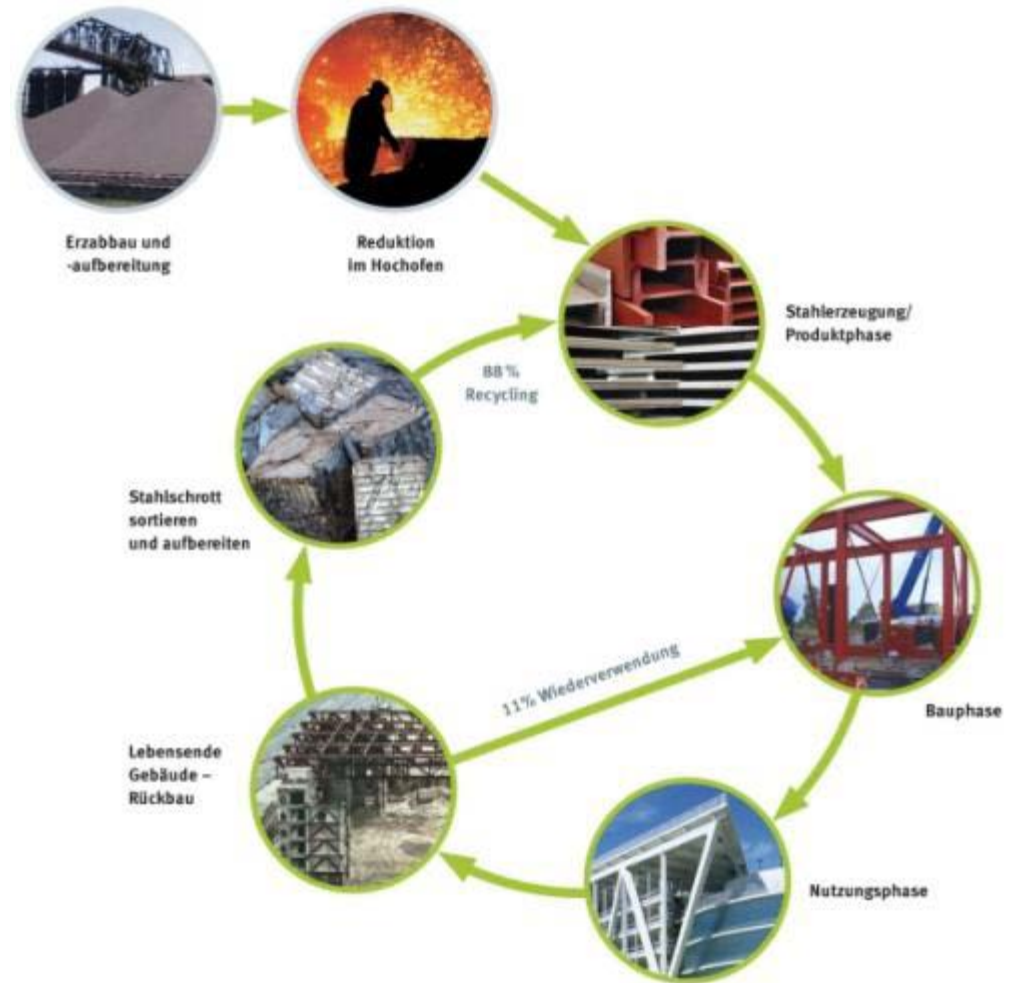 Erzabbau und
-aufbereitung
Reduktion
im Hochofen
Stahlerzeugung/
Produktphase
88 %
Recycling
Stahlschrott
sortieren
und aufbereiten
11% Wiederverwendung
Bauphase
Lebensende
Gebäude –
Rückbau
Nutzungsphase